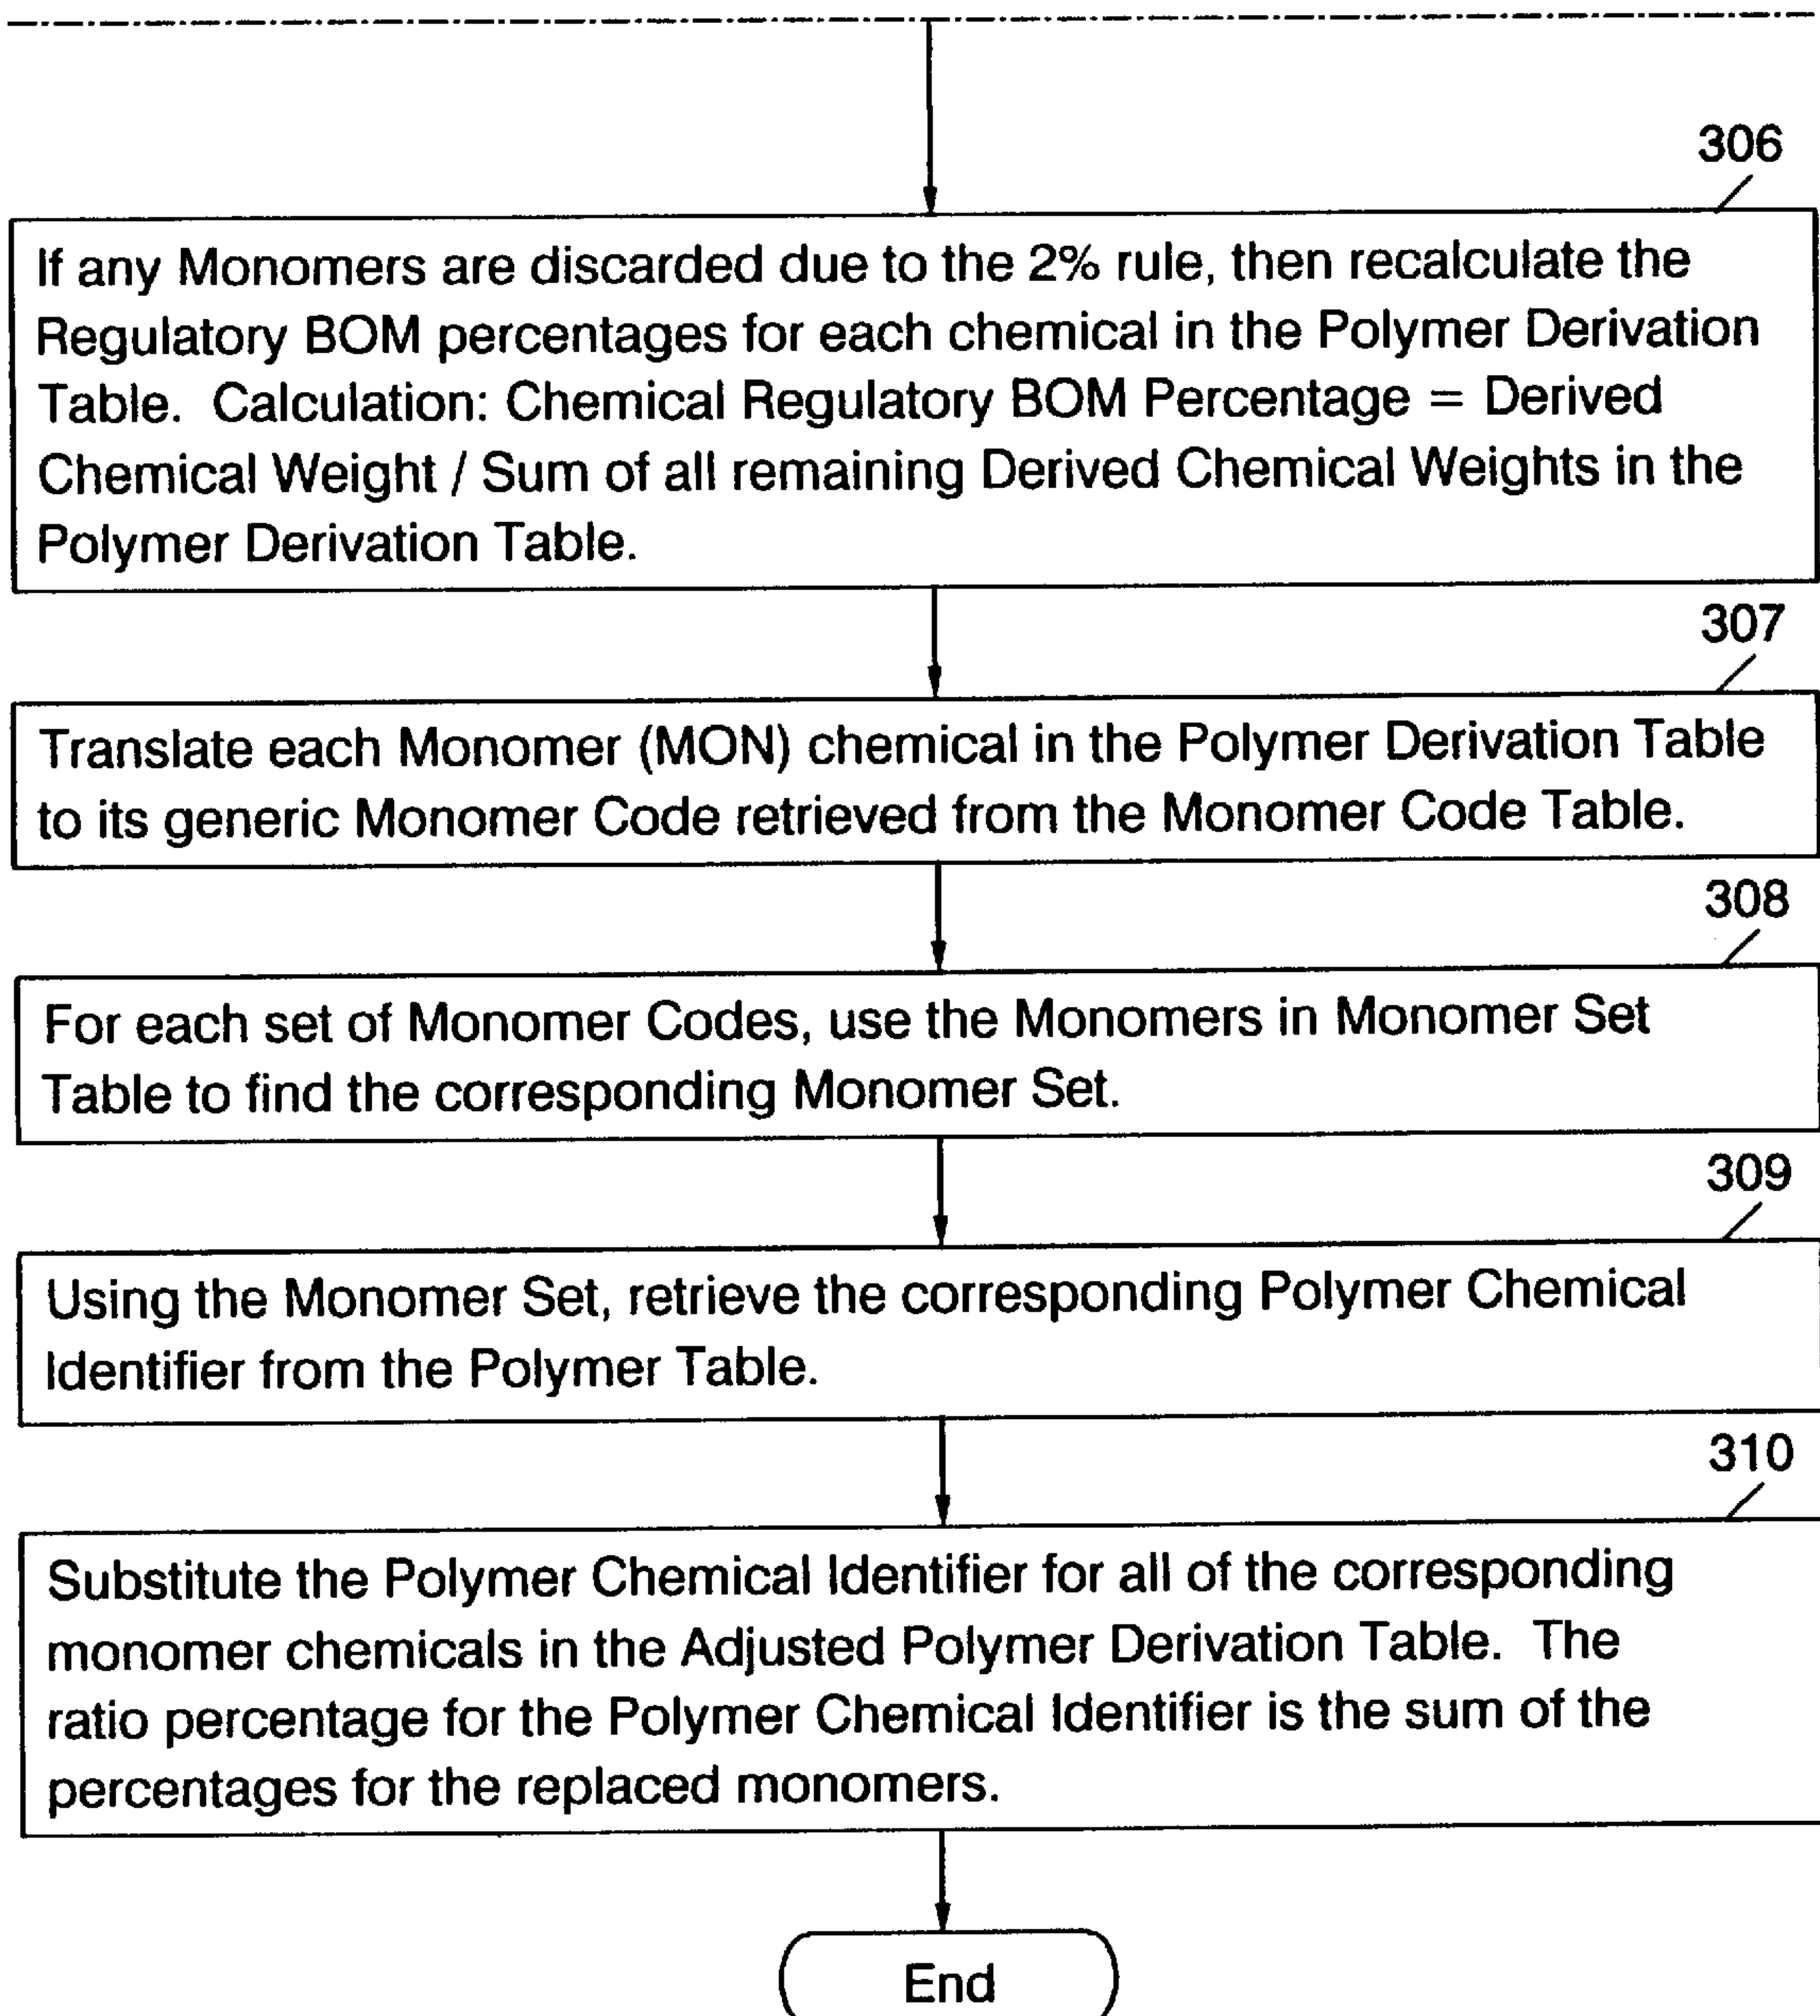 306
If any Monomers are discarded due to the 2% rule, then recalculate the
Regulatory BOM percentages for each chemical in the Polymer Derivation
Table. Calculation: Chemical Regulatory BOM Percentage = Derived
Chemical Weight / Sum of all remaining Derived Chemical Weights in the
Polymer Derivation Table.
307
Translate each Monomer (MON) chemical in the Polymer Derivation Table
to its generic Monomer Code retrieved from the Monomer Code Table.
308
For each set of Monomer Codes, use the Monomers in Monomer Set
Table to find the corresponding Monomer Set.
309
Using the Monomer Set, retrieve the corresponding Polymer Chemical
Identifier from the Polymer Table.
310
Substitute the Polymer Chemical Identifier for all of the corresponding
monomer chemicals in the Adjusted Polymer Derivation Table. The
ratio percentage for the Polymer Chemical Identifier is the sum of the
percentages for the replaced monomers.
End